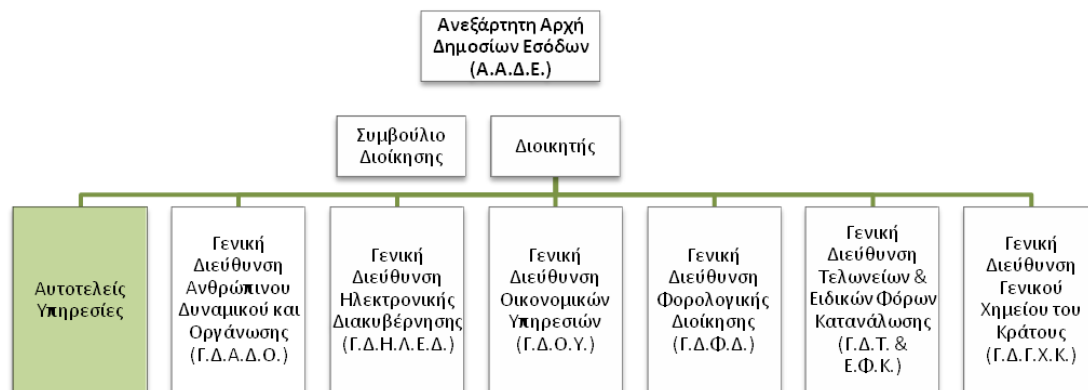 Ανεξάρτητη Αρχή
Δημοσίων Εσόδων
(Α.Α.Δ.Ε.)
Συμβούλιο
Διοίκησης
Διοικητής
Αυτοτελείς
Υπηρεσίες
Γενική
Διεύθυνση
Ανθρώπινου
Δυναμικού και
Οργάνωσης
(Γ.Δ.Α.Δ.Ο.)
Γενική
Διεύθυνση
Ηλεκτρονικής
Διακυβέρνησης
(Γ.Δ.Η.Λ.Ε.Δ.)
Γενική
Διεύθυνση
Οικονομικών
Υπηρεσιών
(Γ.Δ.Ο.Υ.)
Γενική
Διεύθυνση
Φορολογικής
Διοίκησης
(Γ.Δ.Φ.Δ.)
Γενική
Διεύθυνση
Τελωνείων &
Ειδικών Φόρων
Κατανάλωσης
(Γ.Δ.Τ. &
Ε.Φ.Κ.)
Γενική
Διεύθυνση
Γενικού
Χημείου του
Κράτους
(Γ.Δ.Γ.Χ.Κ.)